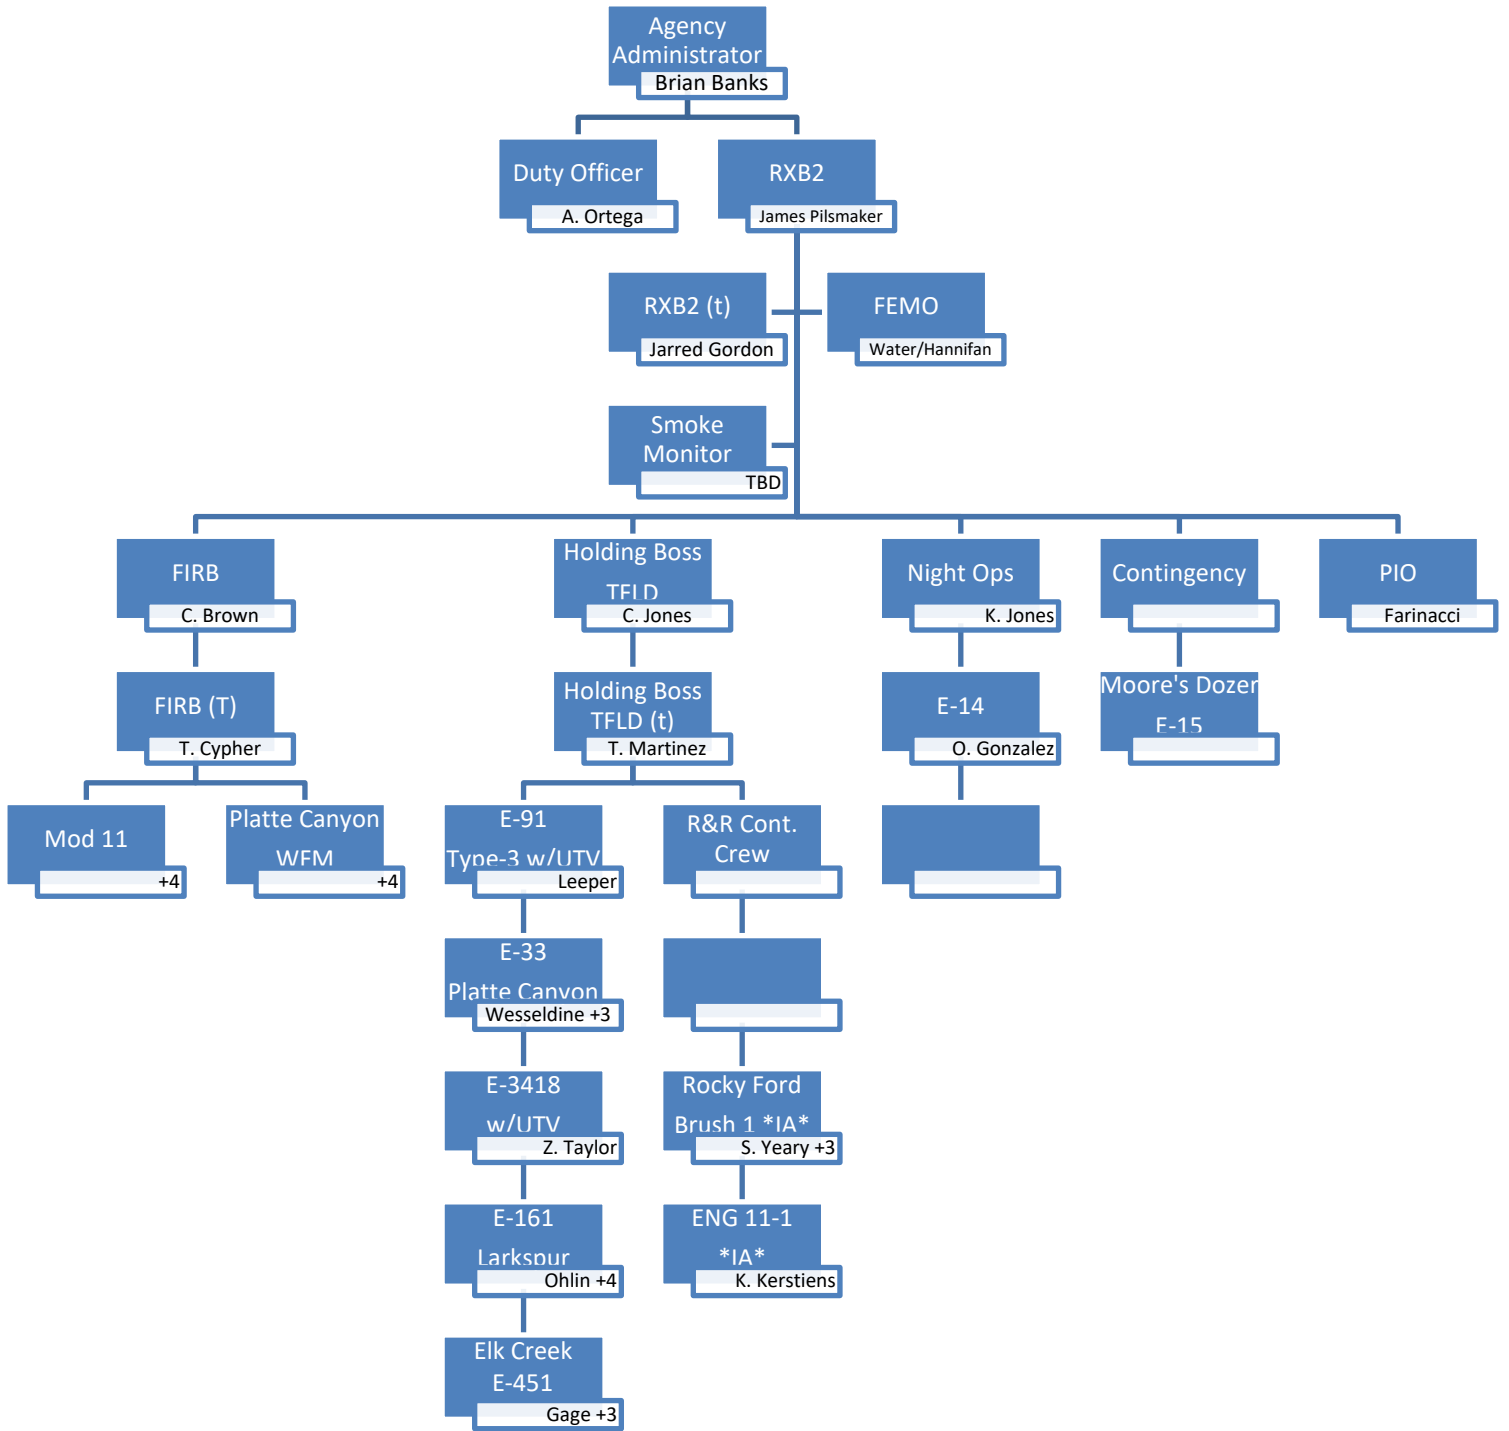 Agency
Administrator
Brian Banks
Duty Officer
A. Ortega
RXB2
James Pilsmaker
RXB2 (t)
Jarred Gordon
FEMO
Water/Hannifan
Smoke
Monitor
TBD
FIRB
C. Brown
Holding Boss
TFLD
C. Jones
Night Ops
K. Jones
Contingency
PIO
Farinacci
FIRB (T)
T. Cypher
Holding Boss
TFLD (t)
T. Martinez
E-14
O. Gonzalez
Moore's Dozer
E-15
Mod 11
+4
Platte Canyon
WFM
+4
E-91
Type-3 w/UTV
Leeper
R&R Cont.
Crew
E-33
Platte Canyon
Wesseldine +3
E-3418
w/UTV
Z. Taylor
Rocky Ford
Brush 1 *IA*
S. Yeary +3
E-161
Larkspur
Ohlin +4
ENG 11-1
*IA*
K. Kerstiens
Elk Creek
E-451
Gage +3